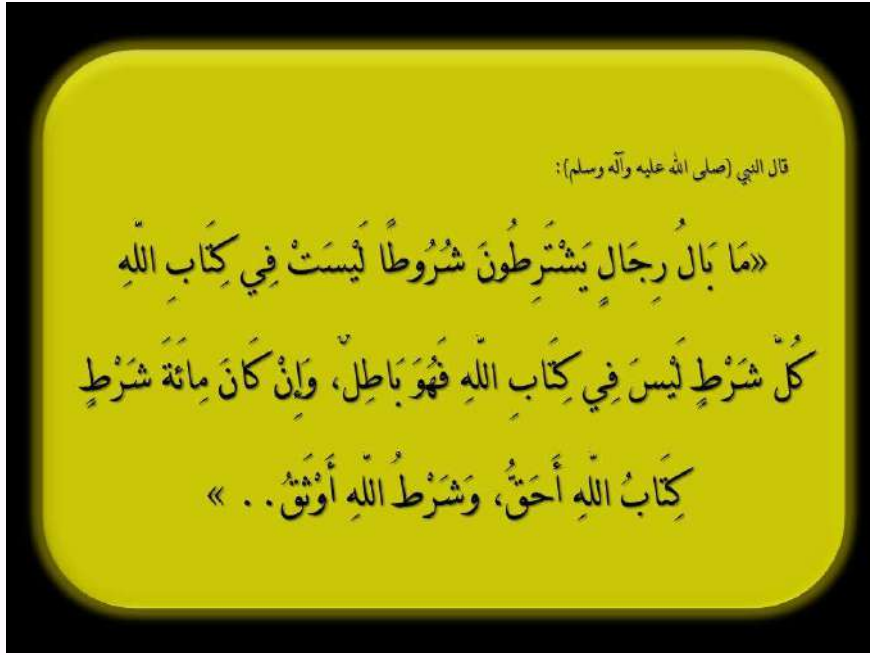 قال النبي (صلى الله عليه وآله وسلم):
«مَا بَالُ رِجَالٍ يَشْتَرِطُونَ شُرُوطًا لَيْسَتْ فِي كِتَابِ اللَّهِ
كُلُّ شَرْطٍ لَيْسَ فِي كِتَابِ اللَّهِ فَهُوَ بَاطِلٌ، وَإِنْ كَانَ مِائَةَ شَرْطٍ
كِتَابُ اللَّهِ أَحَقُّ، وَشَرْطُ اللَّهِ أَوْثَقُ. . . »